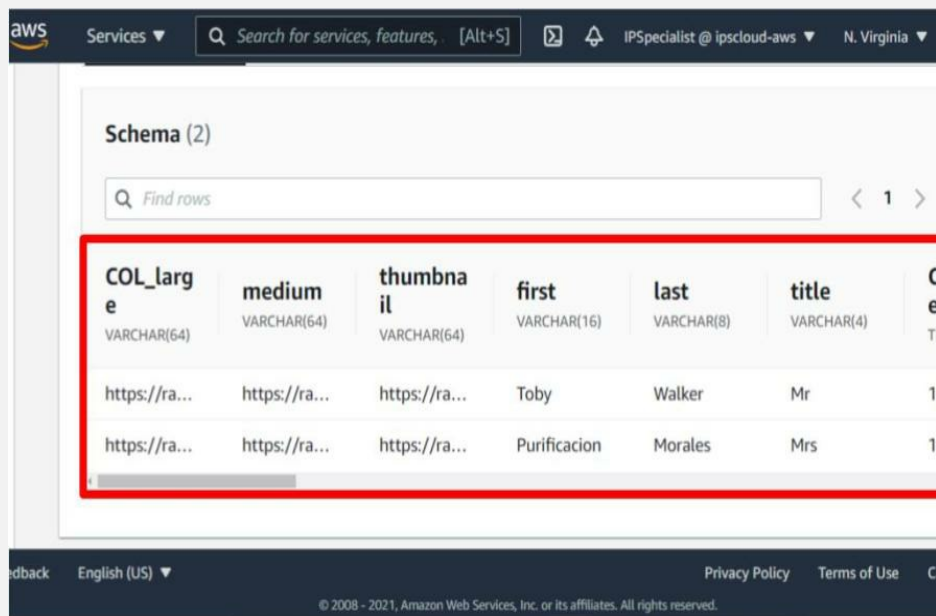 aws Services ▼ Search for services, features, . [Alt+S] IPSpecialist @ ipscloud-aws ▼ N. Virginia ▼
Schema (2)
Find rows
< 1 >
COL_larg
e
VARCHAR(64)
medium
VARCHAR(64)
thumbna
il
VARCHAR(64)
first
VARCHAR(16)
last
VARCHAR(8)
title
VARCHAR(4)
https://ra... https://ra... https://ra... Toby Walker Mr 1
https://ra... https://ra... https://ra... Purificacion Morales Mrs 1
edback English (US) ▼ Privacy Policy Terms of Use
© 2008 - 2021, Amazon Web Services, Inc. or its affiliates. All rights reserved.